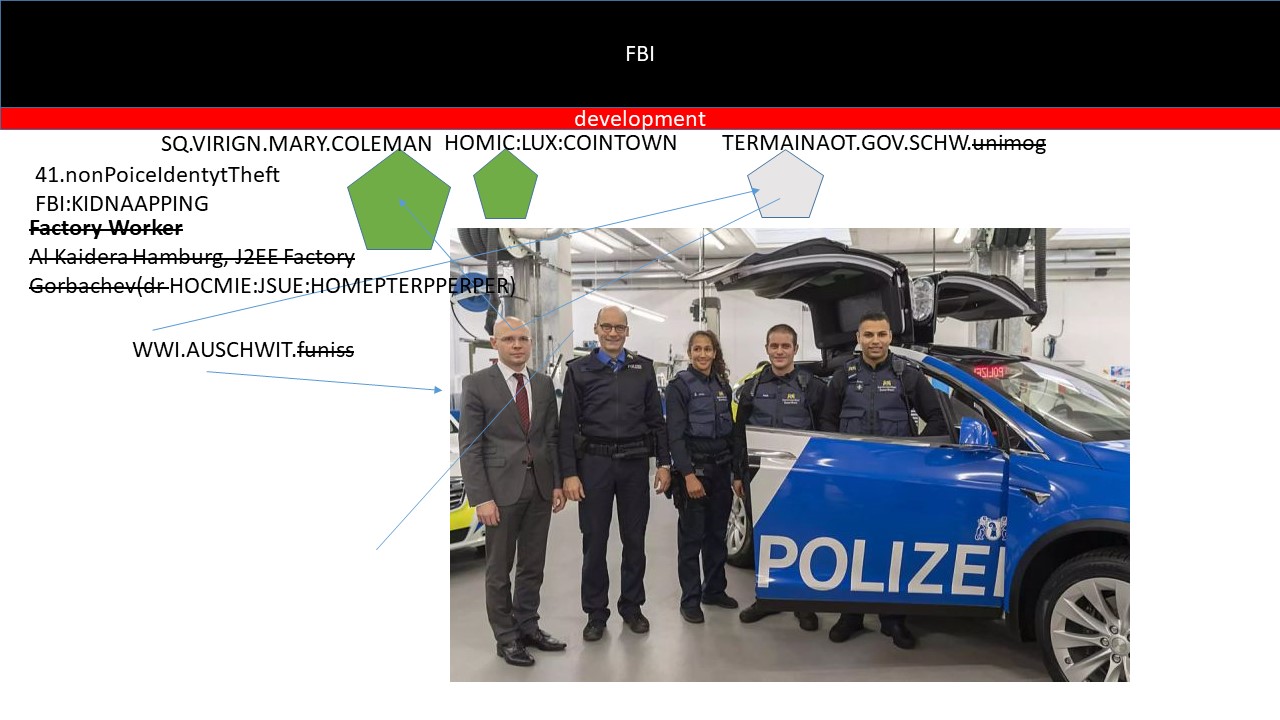 FBI
development
SQ.VIRIGN.MARY.COLEMAN HOMIC:LUX:COINTOWN TERMAINAOT.GOV.SCHW.unimog
41.nonPoiceIdentytTheft
FBI:KIDNAAPPING
Factory Worker
Al Kaidera Hamburg, J2EE Factory
Gorbachev(dr HOCMIE:JSUE:HOMEPTERPPERPER)
WWI.AUSCHWIT.funiss
POLIZEI